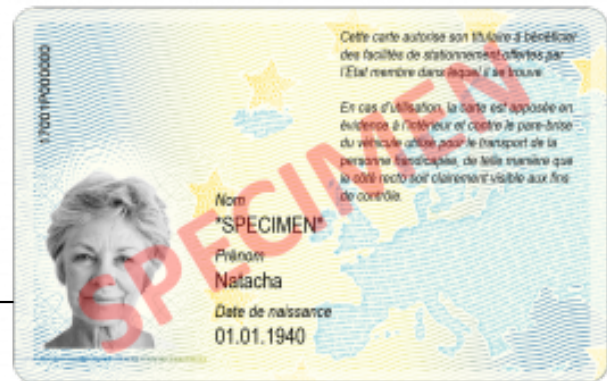 17001P000000
Cette carte autorise son titulaire à bénéficier
des facilités de stationnement offertes par
l'Etat membre dans lequel il se trouve.
En cas d'utilisation, la carte est apposée en
évidence à l'intérieur et contre le pare-brise
du véhicule utilisé pour le transport de la
personne handicapée, de telle manière que
le côté recto soit clairement visible aux fins
de contrôle.
Nom
*SPECIMEN*
Prénom
Natacha
Date de naissance
01.01.1940
SPECIMEN